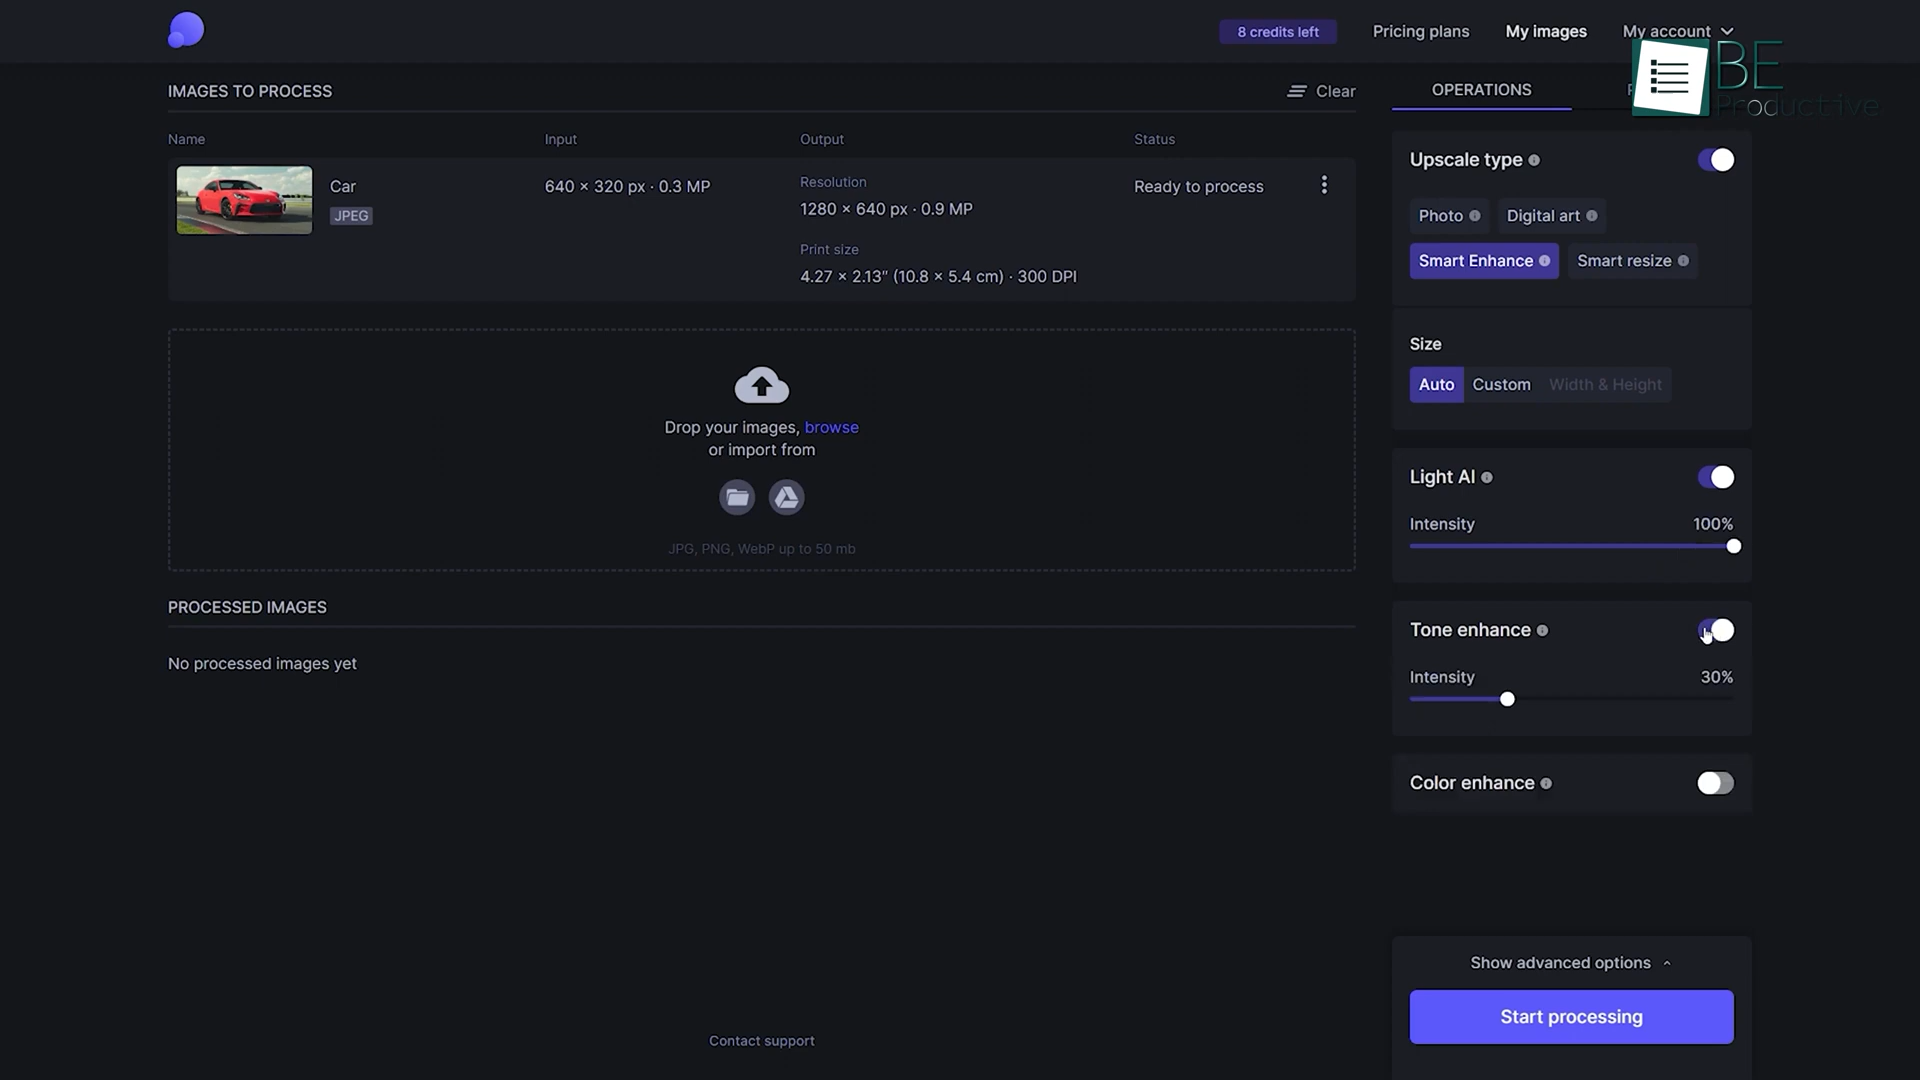 8 credits left
Pricing plans
My images
My account
BE
Productive
IMAGES TO PROCESS
Clear
OPERATIONS
Name
Input
Output
Status
Car
JPEG
640 × 320 px · 0.3 MP
Resolution
1280 × 640 px · 0.9 MP
Print size
4.27 × 2.13" (10.8 × 5.4 cm) · 300 DPI
Ready to process
Drop your images, browse
or import from
JPG, PNG, WebP up to 50 mb
PROCESSED IMAGES
No processed images yet
Upscale type
Photo
Digital art
Smart Enhance
Smart resize
Size
Auto
Custom
Width & Height
Light AI
Intensity
100%
Tone enhance
Intensity
30%
Color enhance
Show advanced options
Start processing
Contact support